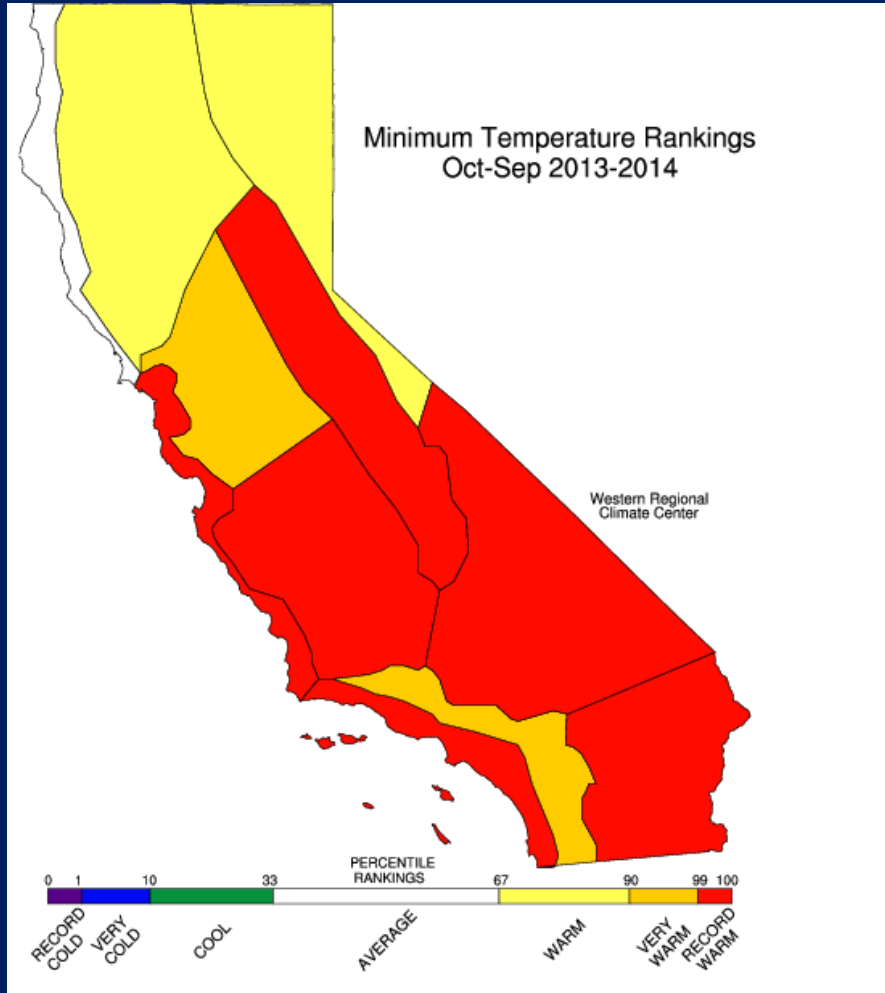 Minimum Temperature Rankings
Oct-Sep 2013-2014
Western Regional
Climate Center
PERCENTILE
RANKINGS
0 1 10 33 67 90 99 100
RECORD
COLD
VERY
COLD
COOL
AVERAGE
WARM
VERY
WARM
RECORD
WARM